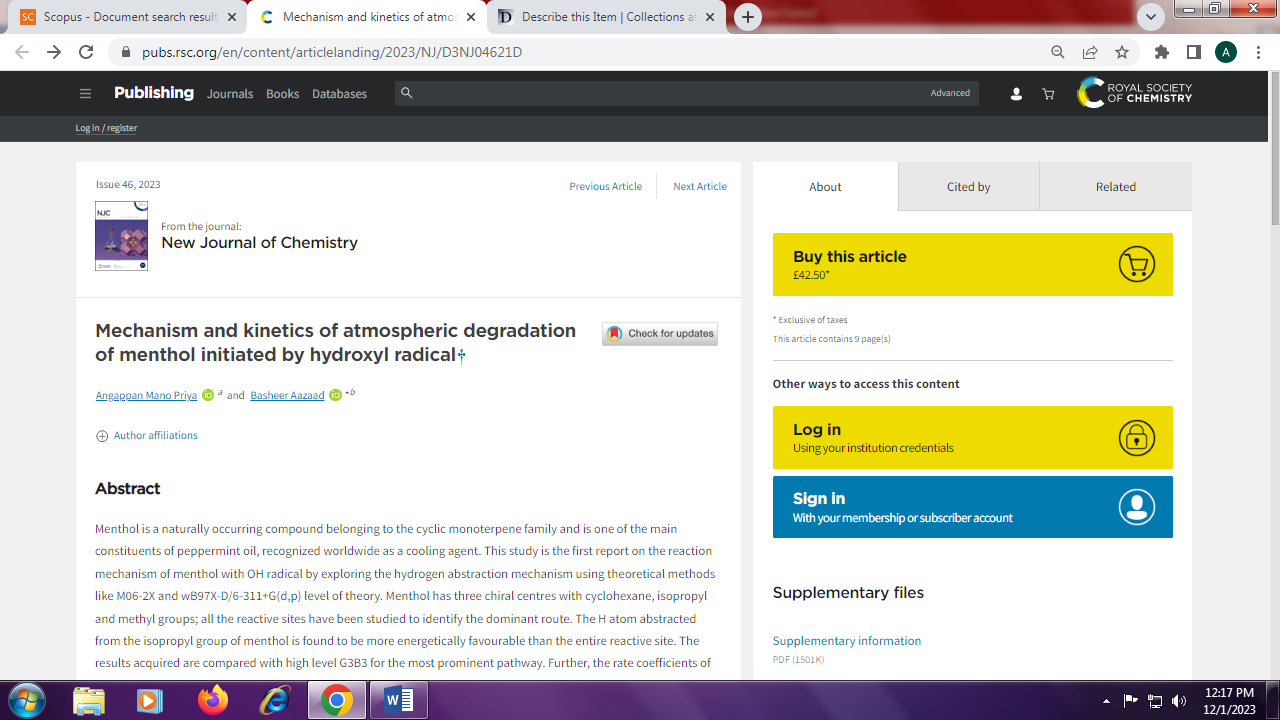 Scopus - Document search result
Mechanism and kinetics of atmos
Describe this Item | Collections at
pubs.rsc.org/en/content/articlelanding/2023/NJ/D3NJ04621D
A
Publishing
Journals
Books
Databases
Advanced
ROYAL SOCIETY
OF CHEMISTRY
Log in / register
Issue 46, 2023
Previous Article
Next Article
NJC
From the journal:
New Journal of Chemistry
Mechanism and kinetics of atmospheric degradation
of menthol initiated by hydroxyl radical†
Check for updates
Angappan Mano Priya iD a and Basheer Aazaad iD *b
Author affiliations
Abstract
Menthol is a naturally occurring compound belonging to the cyclic monoterpene family and is one of the main
constituents of peppermint oil, recognized worldwide as a cooling agent. This study is the first report on the reaction
mechanism of menthol with OH radical by exploring the hydrogen abstraction mechanism using theoretical methods
like M06-2X and wB97X-D/6-311+G(d,p) level of theory. Menthol has three chiral centres with cyclohexane, isopropyl
and methyl groups; all the reactive sites have been studied to identify the dominant route. The H atom abstracted
from the isopropyl group of menthol is found to be more energetically favourable than the entire reactive site. The
results acquired are compared with high level G3B3 for the most prominent pathway. Further, the rate coefficients of
About
Cited by
Related
Buy this article
£42.50*
* Exclusive of taxes
This article contains 9 page(s)
Other ways to access this content
Log in
Using your institution credentials
Sign in
With your membership or subscriber account
Supplementary files
Supplementary information
PDF (1501K)
12:17 PM
12/1/2023